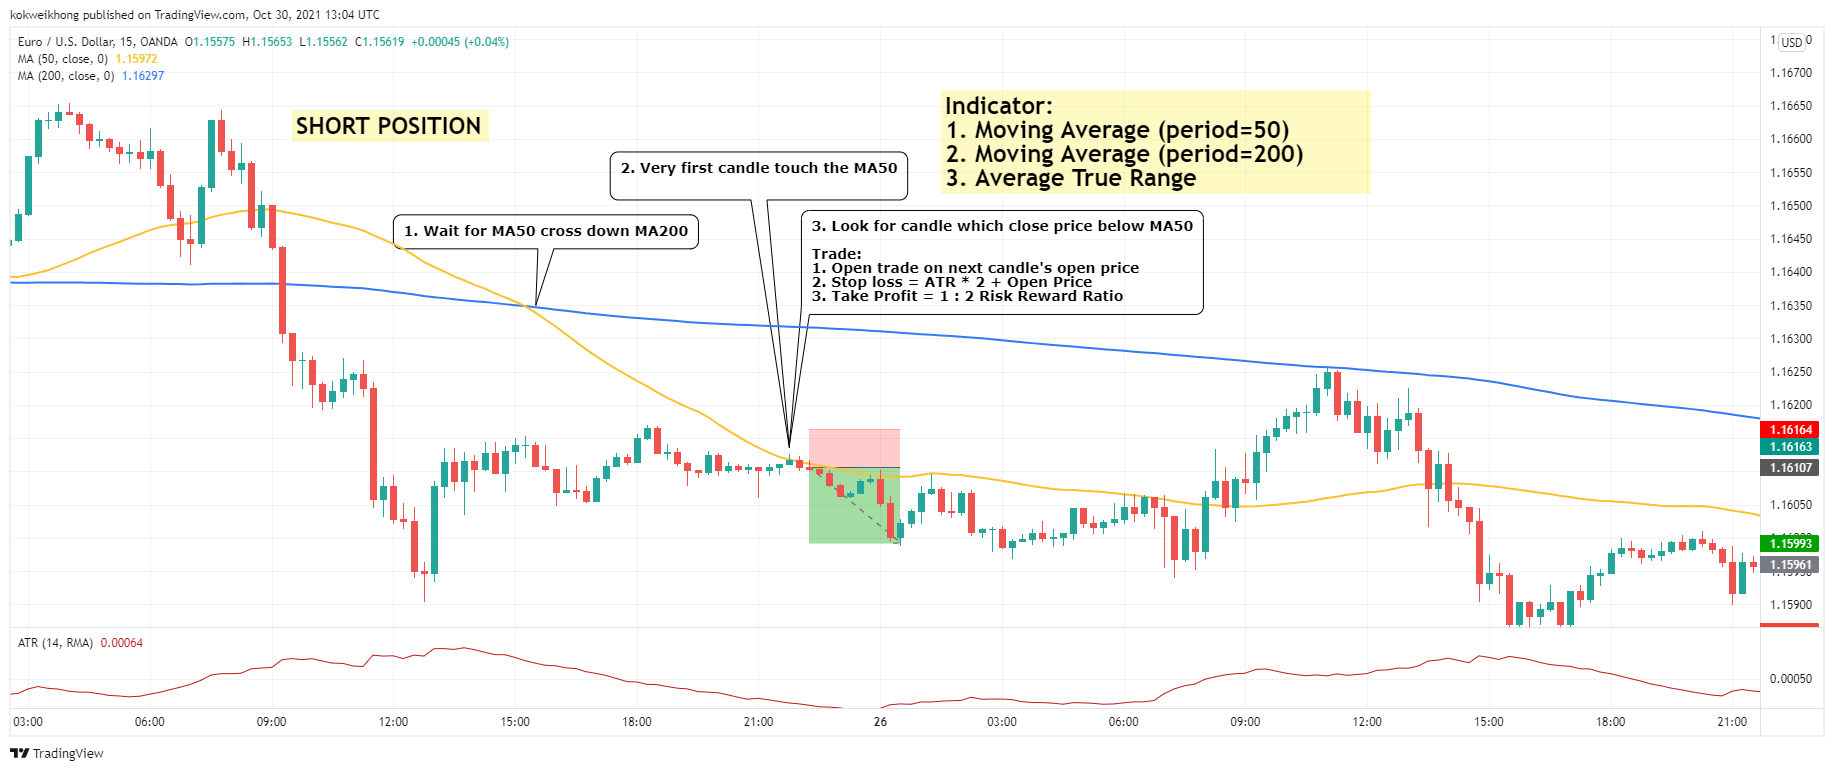 kokweikhong published on TradingView.com, Oct 30, 2021 13:04 UTC
Euro / U.S. Dollar, 15, OANDA O1.15575 H1.15653 L1.15562 C1.15619 +0.00045 (+0.04%)
MA (50, close, 0) 1.15972
MA (200, close, 0) 1.16297
SHORT POSITION
Indicator:
1. Moving Average (period=50)
2. Moving Average (period=200)
3. Average True Range
2. Very first candle touch the MA50
1. Wait for MA50 cross down MA200
3. Look for candle which close price below MA50
Trade:
1. Open trade on next candle's open price
2. Stop loss = ATR * 2 + Open Price
3. Take Profit = 1 : 2 Risk Reward Ratio
USD
1.16700
1.16650
1.16600
1.16550
1.16500
1.16450
1.16400
1.16350
1.16300
1.16250
1.16200
1.16164
1.16163
1.16107
1.16050
1.15993
1.15961
1.15900
ATR (14, RMA) 0.00064
0.00050
03:00 06:00 09:00 12:00 15:00 18:00 21:00 26 03:00 06:00 09:00 12:00 15:00 18:00 21:00
TradingView